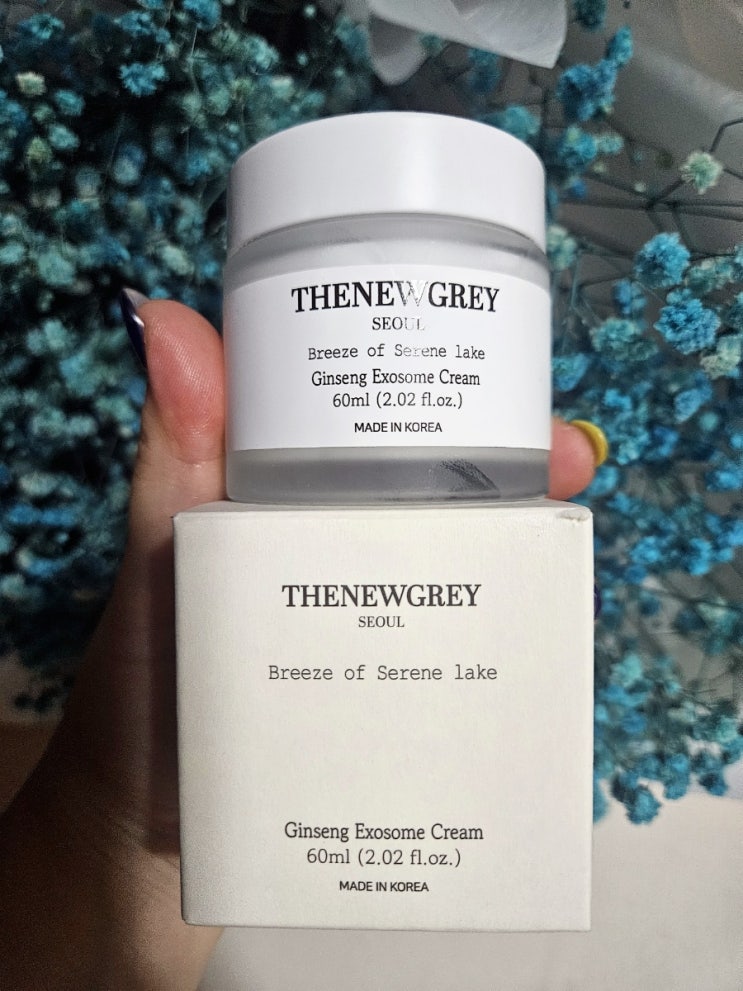 THENEWGREY
SEOUL
Breeze of Serene lake
Ginseng Exosome Cream
60ml (2.02 fl.oz.)
MADE IN KOREA
THENEWGREY
SEOUL
Breeze of Serene lake
Ginseng Exosome Cream
60ml (2.02 fl.oz.)
MADE IN KOREA